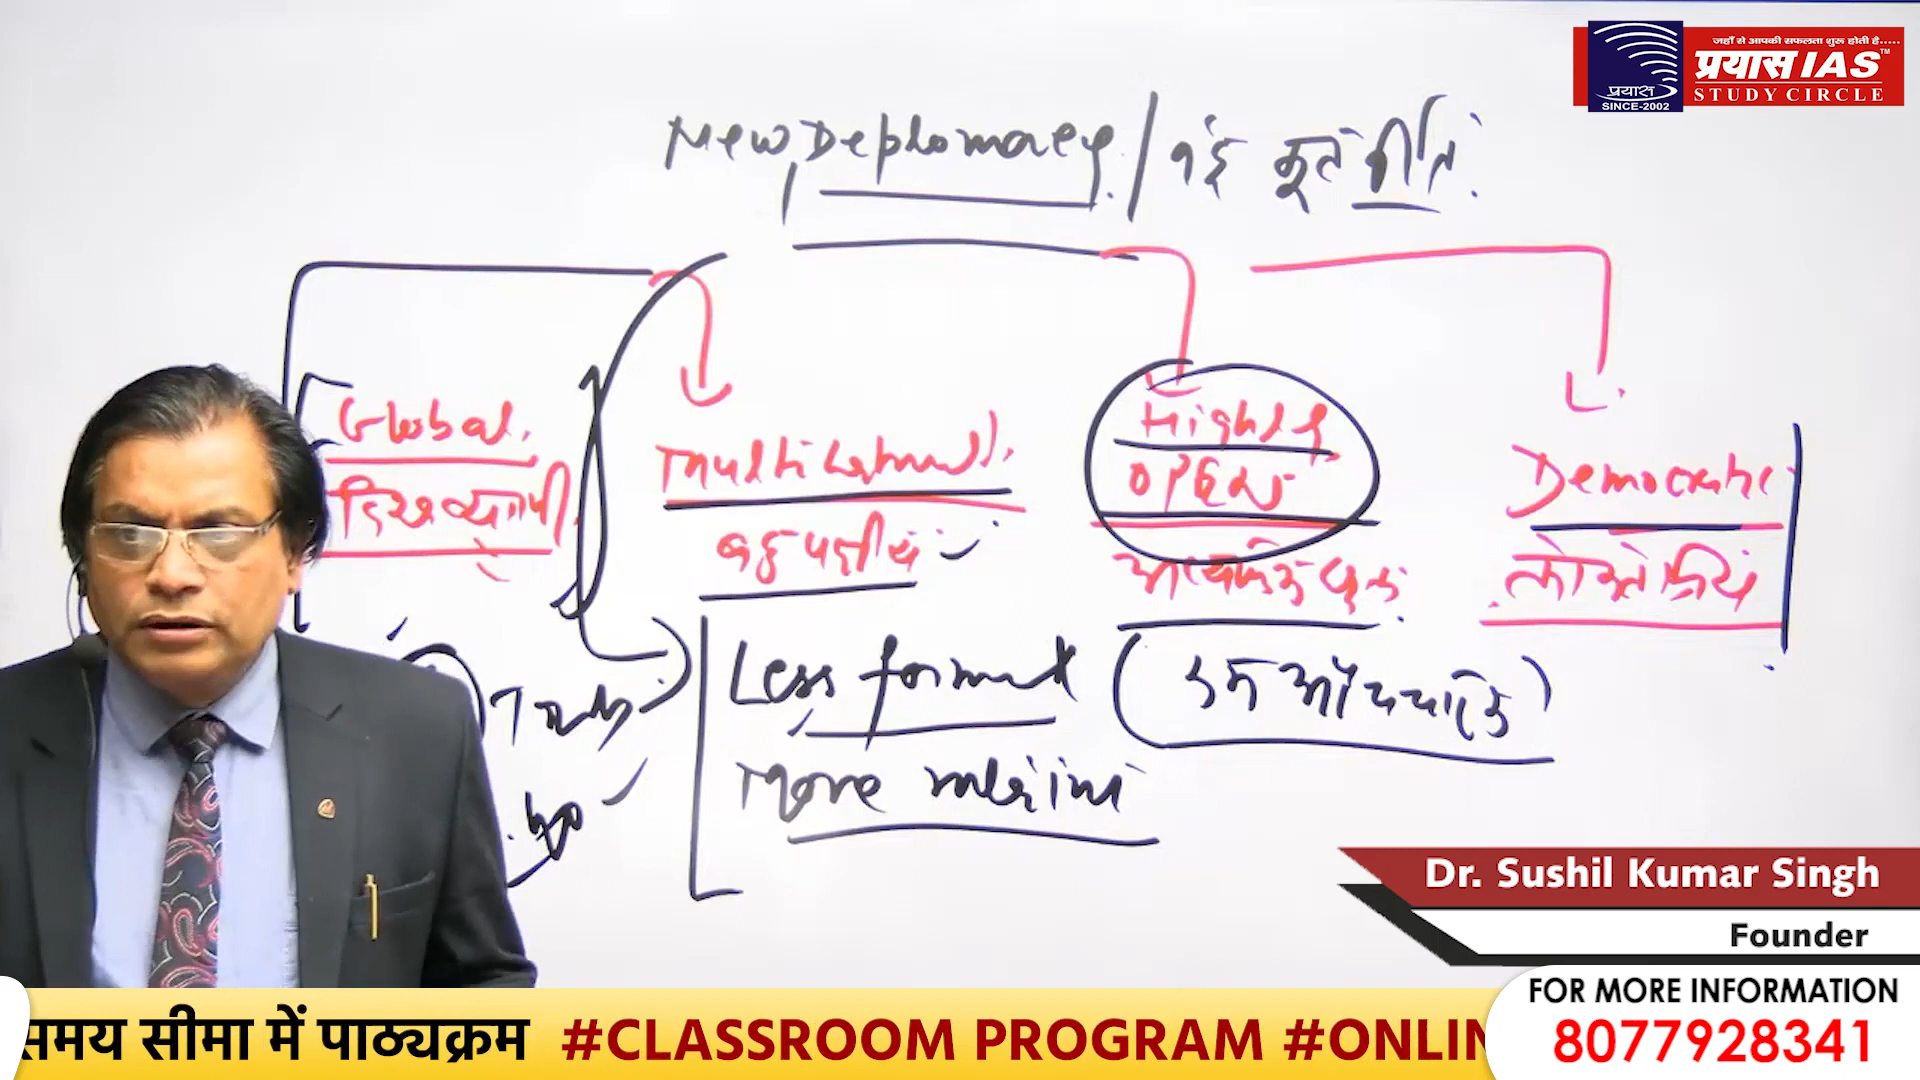 जहाँ से आपकी सफलता शुरू होती है.....
प्रयास IAS TM
STUDY CIRCLE
प्रयास
SINCE-2002
New Deplomacy / नई कूटनीति
Global
विश्वव्यापी
Multilateral
बहुपक्षीय
Highly
OPEN
Democratic
लोकतांत्रिक
Less formal
कम औपचारिक
More
Dr. Sushil Kumar Singh
Founder
समय सीमा में पाठ्यक्रम #CLASSROOM PROGRAM #ONLIN
FOR MORE INFORMATION
8077928341